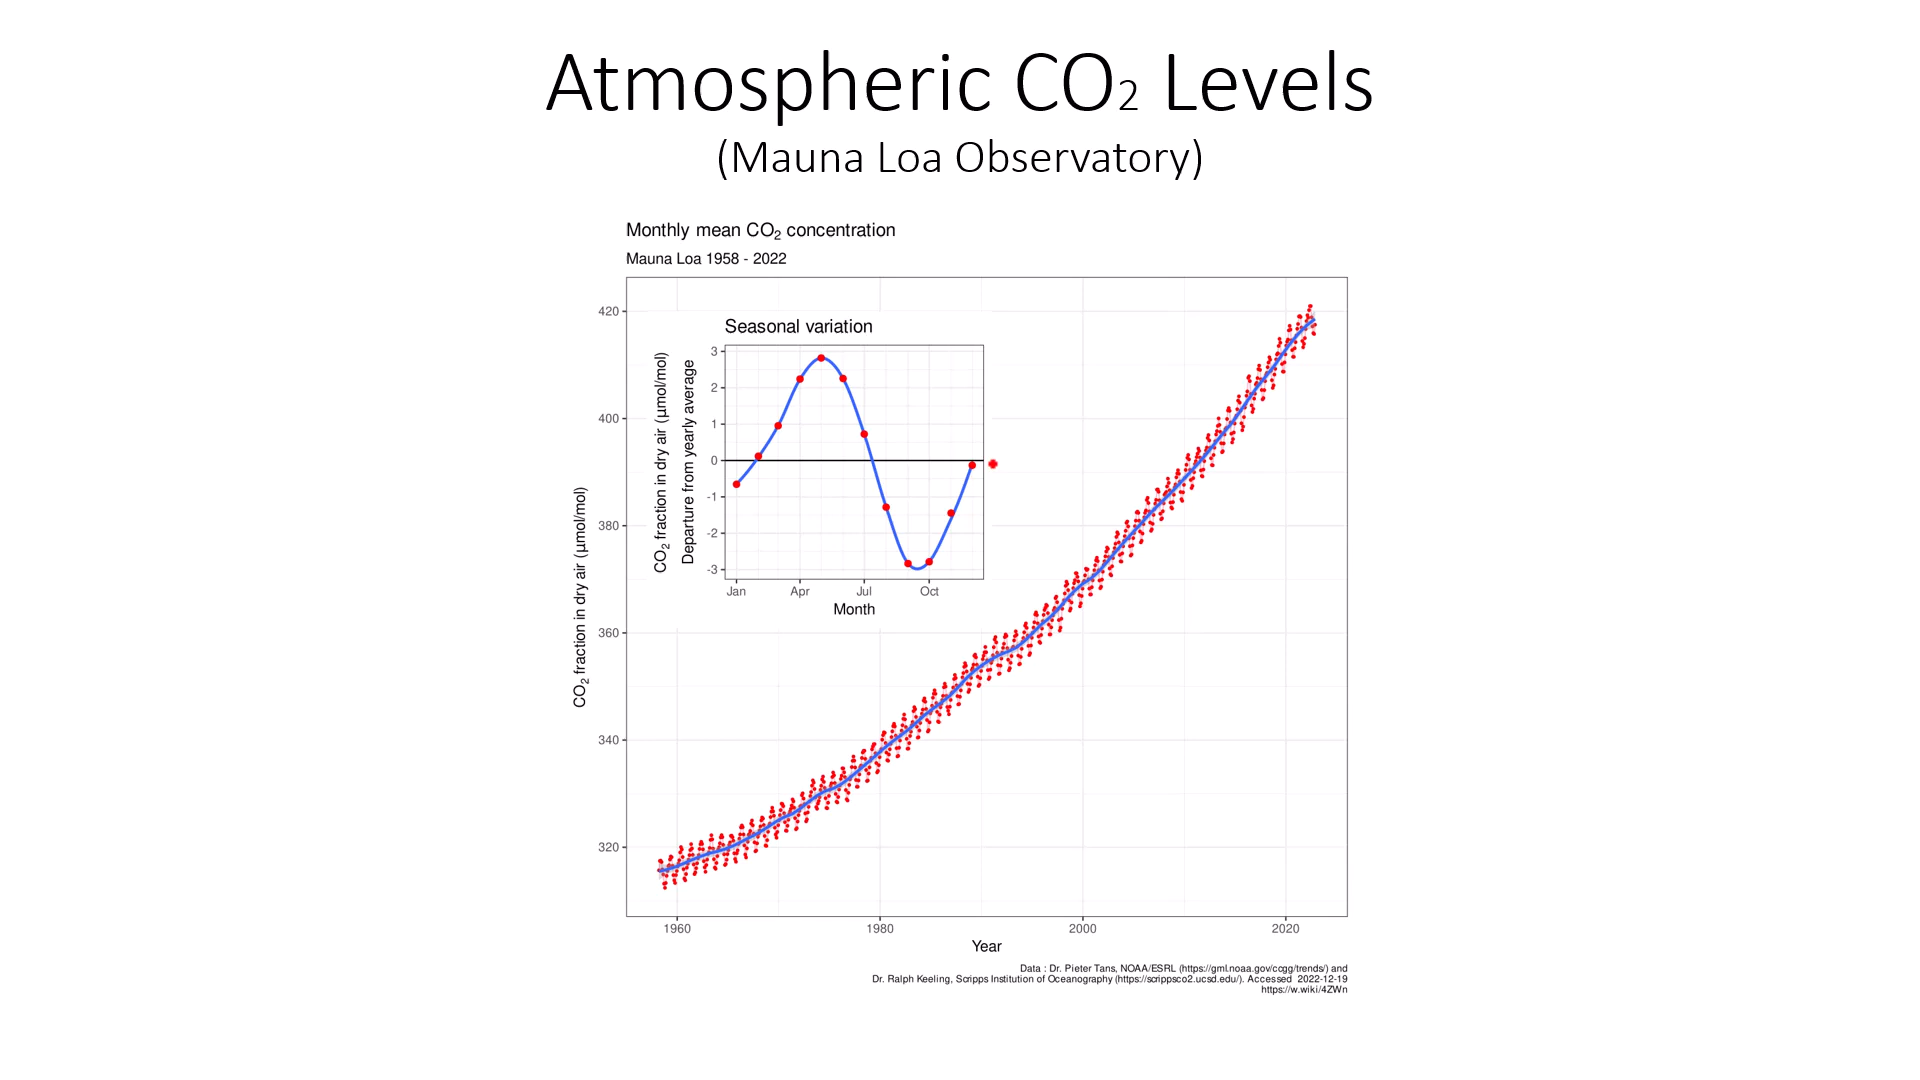 Atmospheric CO₂ Levels
(Mauna Loa Observatory)
Monthly mean CO₂ concentration
Mauna Loa 1958 - 2022
CO₂ fraction in dry air (µmol/mol)
420
400
380
360
340
320
Seasonal variation
CO₂ fraction in dry air (µmol/mol)
Departure from yearly average
3
2
1
0
-1
-2
-3
Jan Apr Jul Oct
Month
1960 1980 2000 2020
Year
Data : Dr. Pieter Tans, NOAA/ESRL (https://gml.noaa.gov/ccgg/trends/) and
Dr. Ralph Keeling, Scripps Institution of Oceanography (https://scrippsco2.ucsd.edu/). Accessed 2022-12-19
https://w.wiki/4ZWn